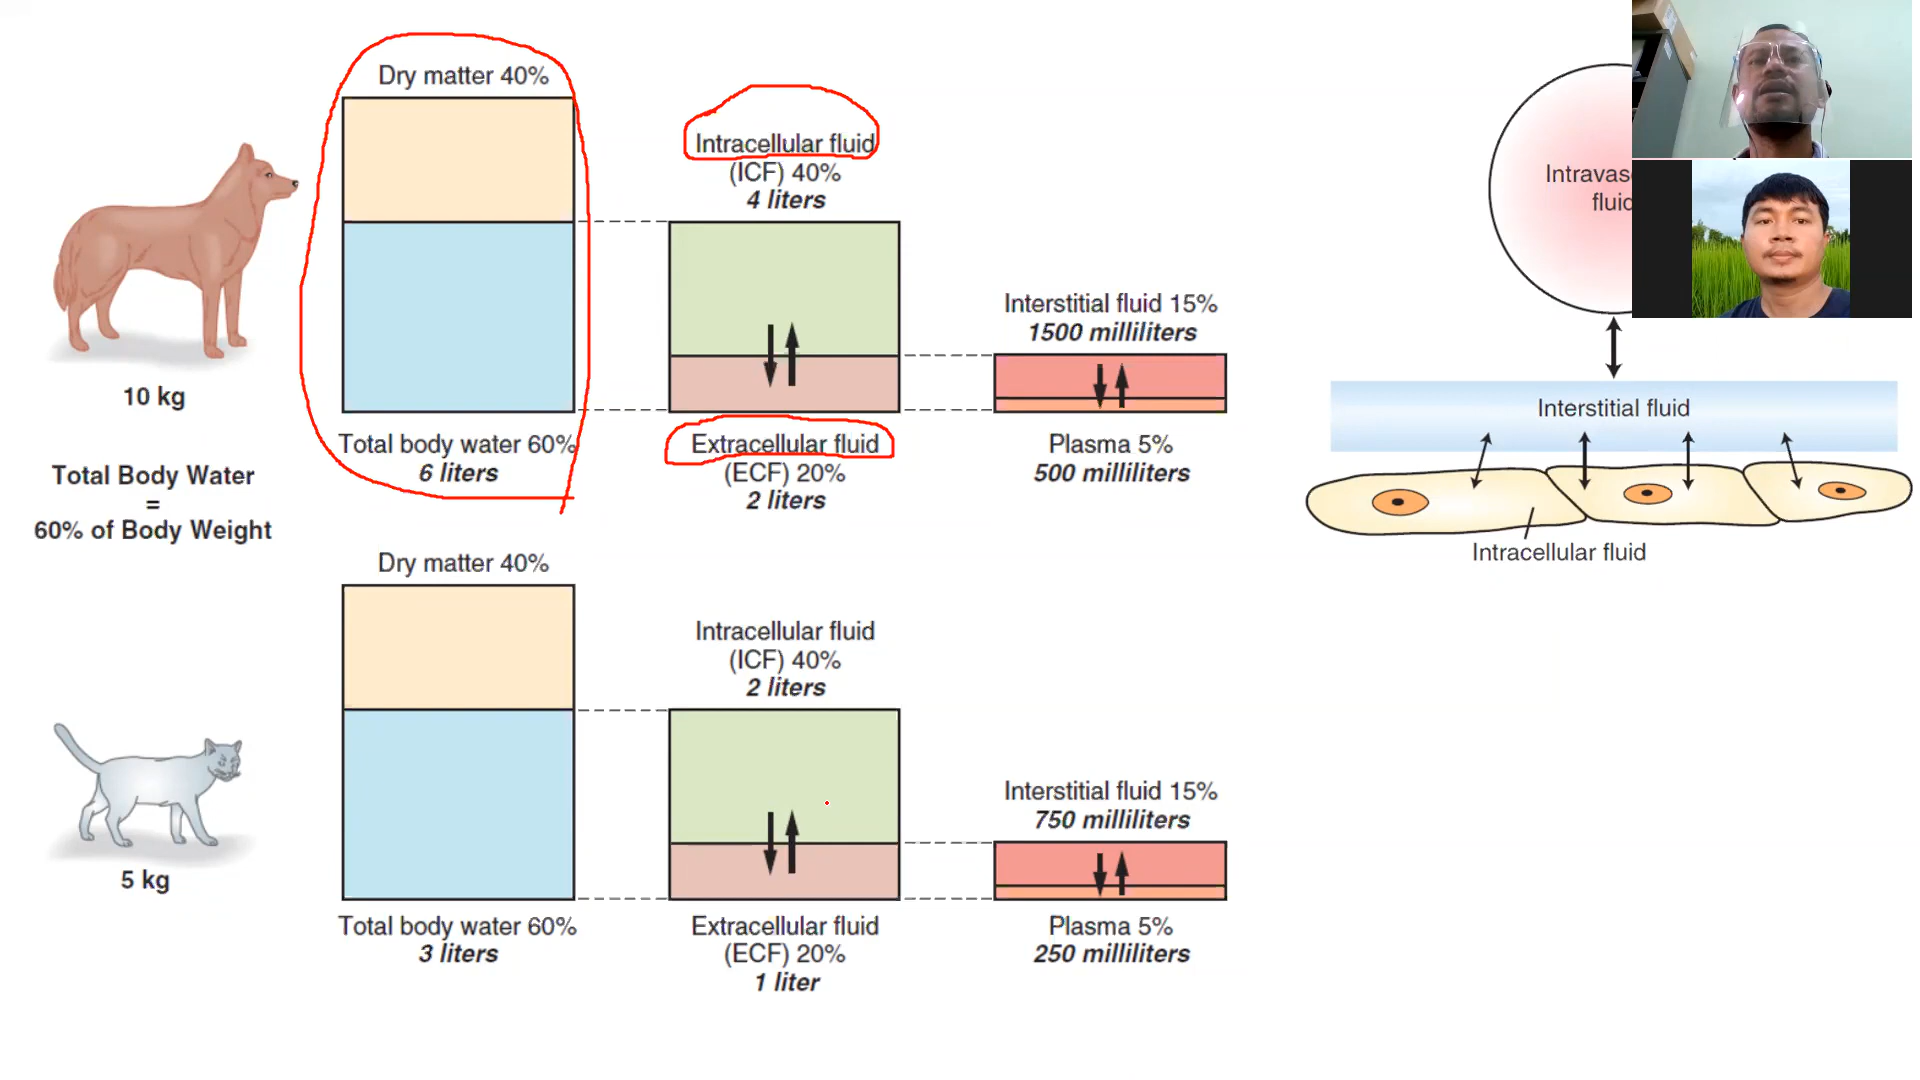 Dry matter 40%
Intracellular fluid
(ICF) 40%
4 liters
Interstitial fluid 15%
1500 milliliters
10 kg
Total body water 60%
6 liters
Extracellular fluid
(ECF) 20%
2 liters
Plasma 5%
500 milliliters
Total Body Water
=
60% of Body Weight
Dry matter 40%
Intracellular fluid
(ICF) 40%
2 liters
Interstitial fluid 15%
750 milliliters
5 kg
Total body water 60%
3 liters
Extracellular fluid
(ECF) 20%
1 liter
Plasma 5%
250 milliliters
Interstitial fluid
Intracellular fluid